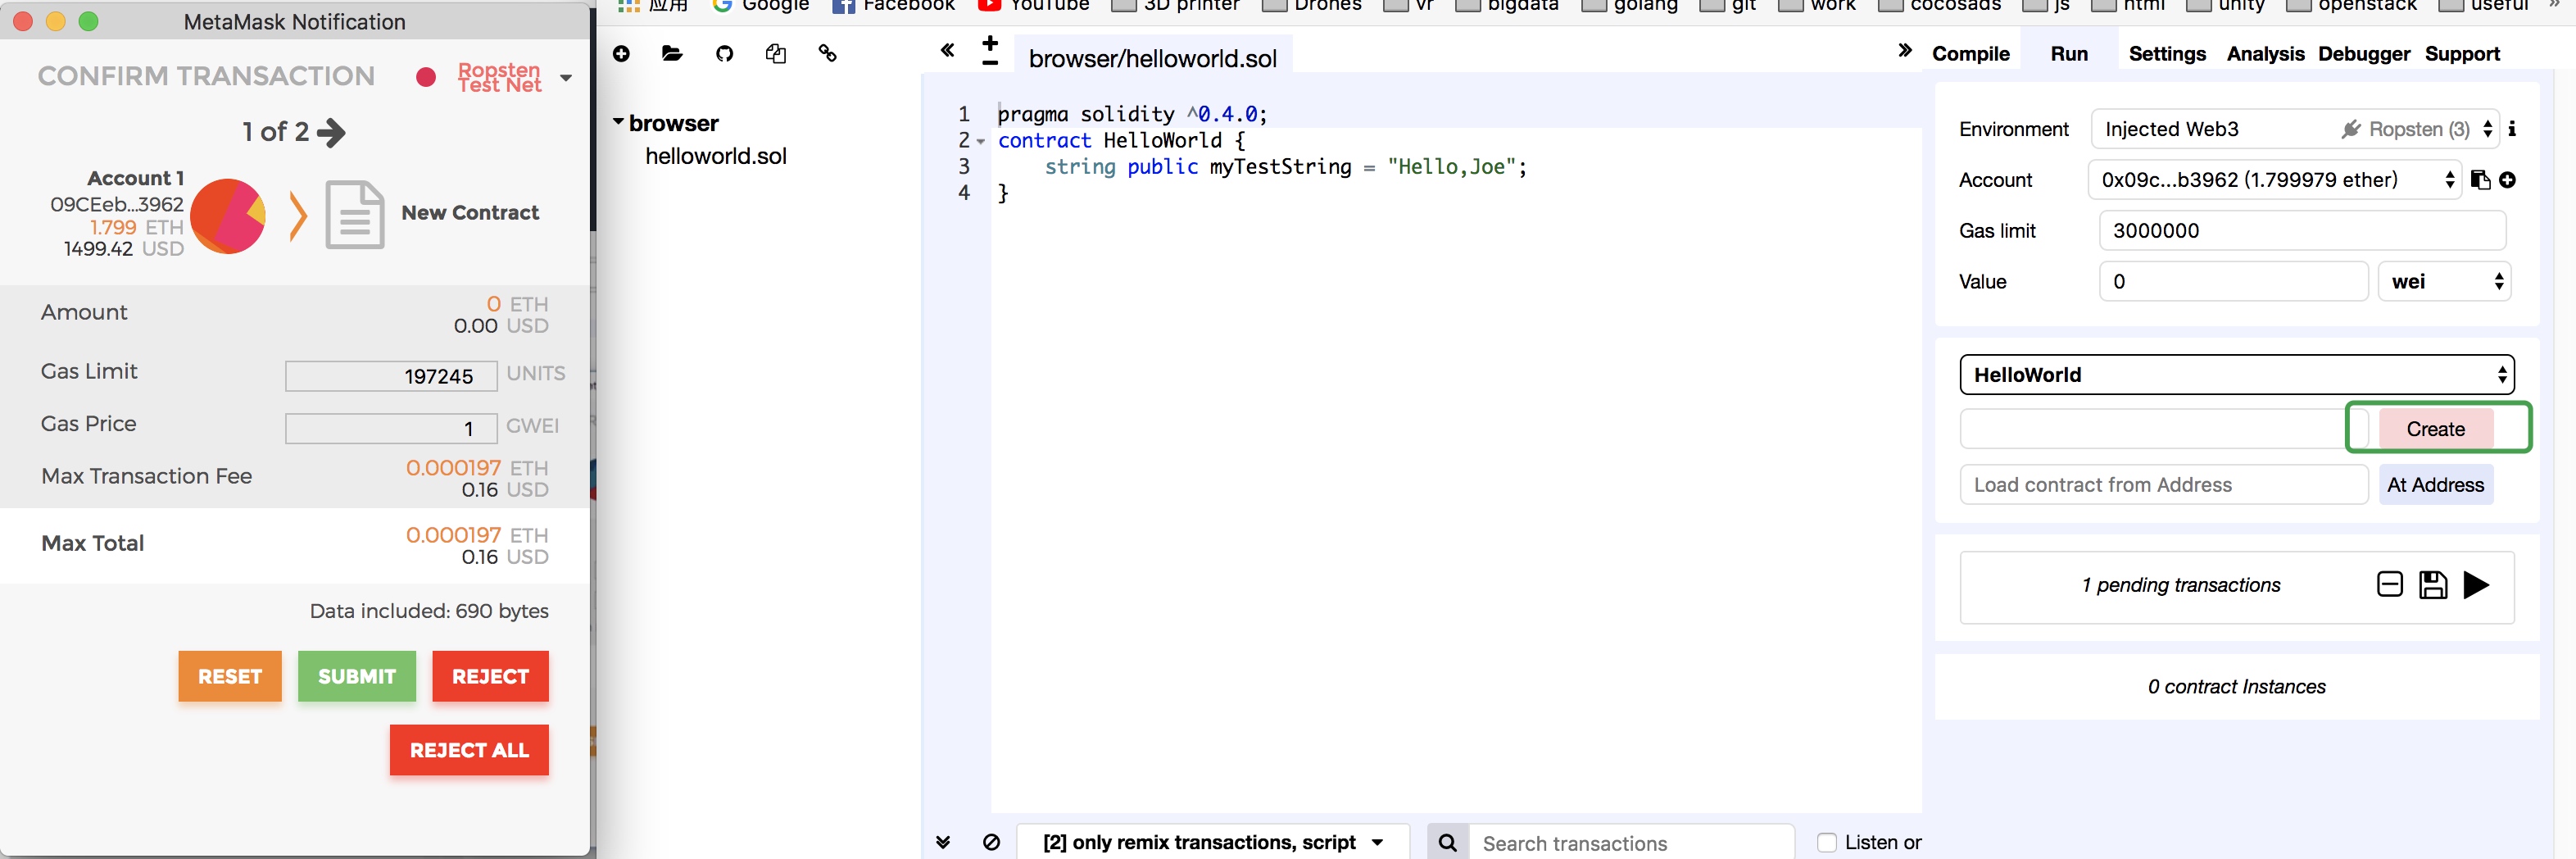 MetaMask Notification
CONFIRM TRANSACTION
Ropsten
Test Net
1 of 2
Account 1
09CEeb...3962
1.799 ETH
1499.42 USD
New Contract
Amount
0 ETH
0.00 USD
Gas Limit
197245 UNITS
Gas Price
1 GWEI
Max Transaction Fee
0.000197 ETH
0.16 USD
Max Total
0.000197 ETH
0.16 USD
Data included: 690 bytes
RESET SUBMIT REJECT
REJECT ALL
应用 Google Facebook YouTube 3D printer Drones vr bigdata golang git work cocosads js html unity openstack useful »
browser
helloworld.sol
browser/helloworld.sol
1 pragma solidity ^0.4.0;
2 contract HelloWorld {
3 string public myTestString = "Hello,Joe";
4 }
[2] only remix transactions, script
Search transactions
Listen or
Compile Run Settings Analysis Debugger Support
Environment Injected Web3 Ropsten (3)
Account 0x09c...b3962 (1.799979 ether)
Gas limit 3000000
Value 0 wei
HelloWorld
Create
Load contract from Address At Address
1 pending transactions
0 contract Instances